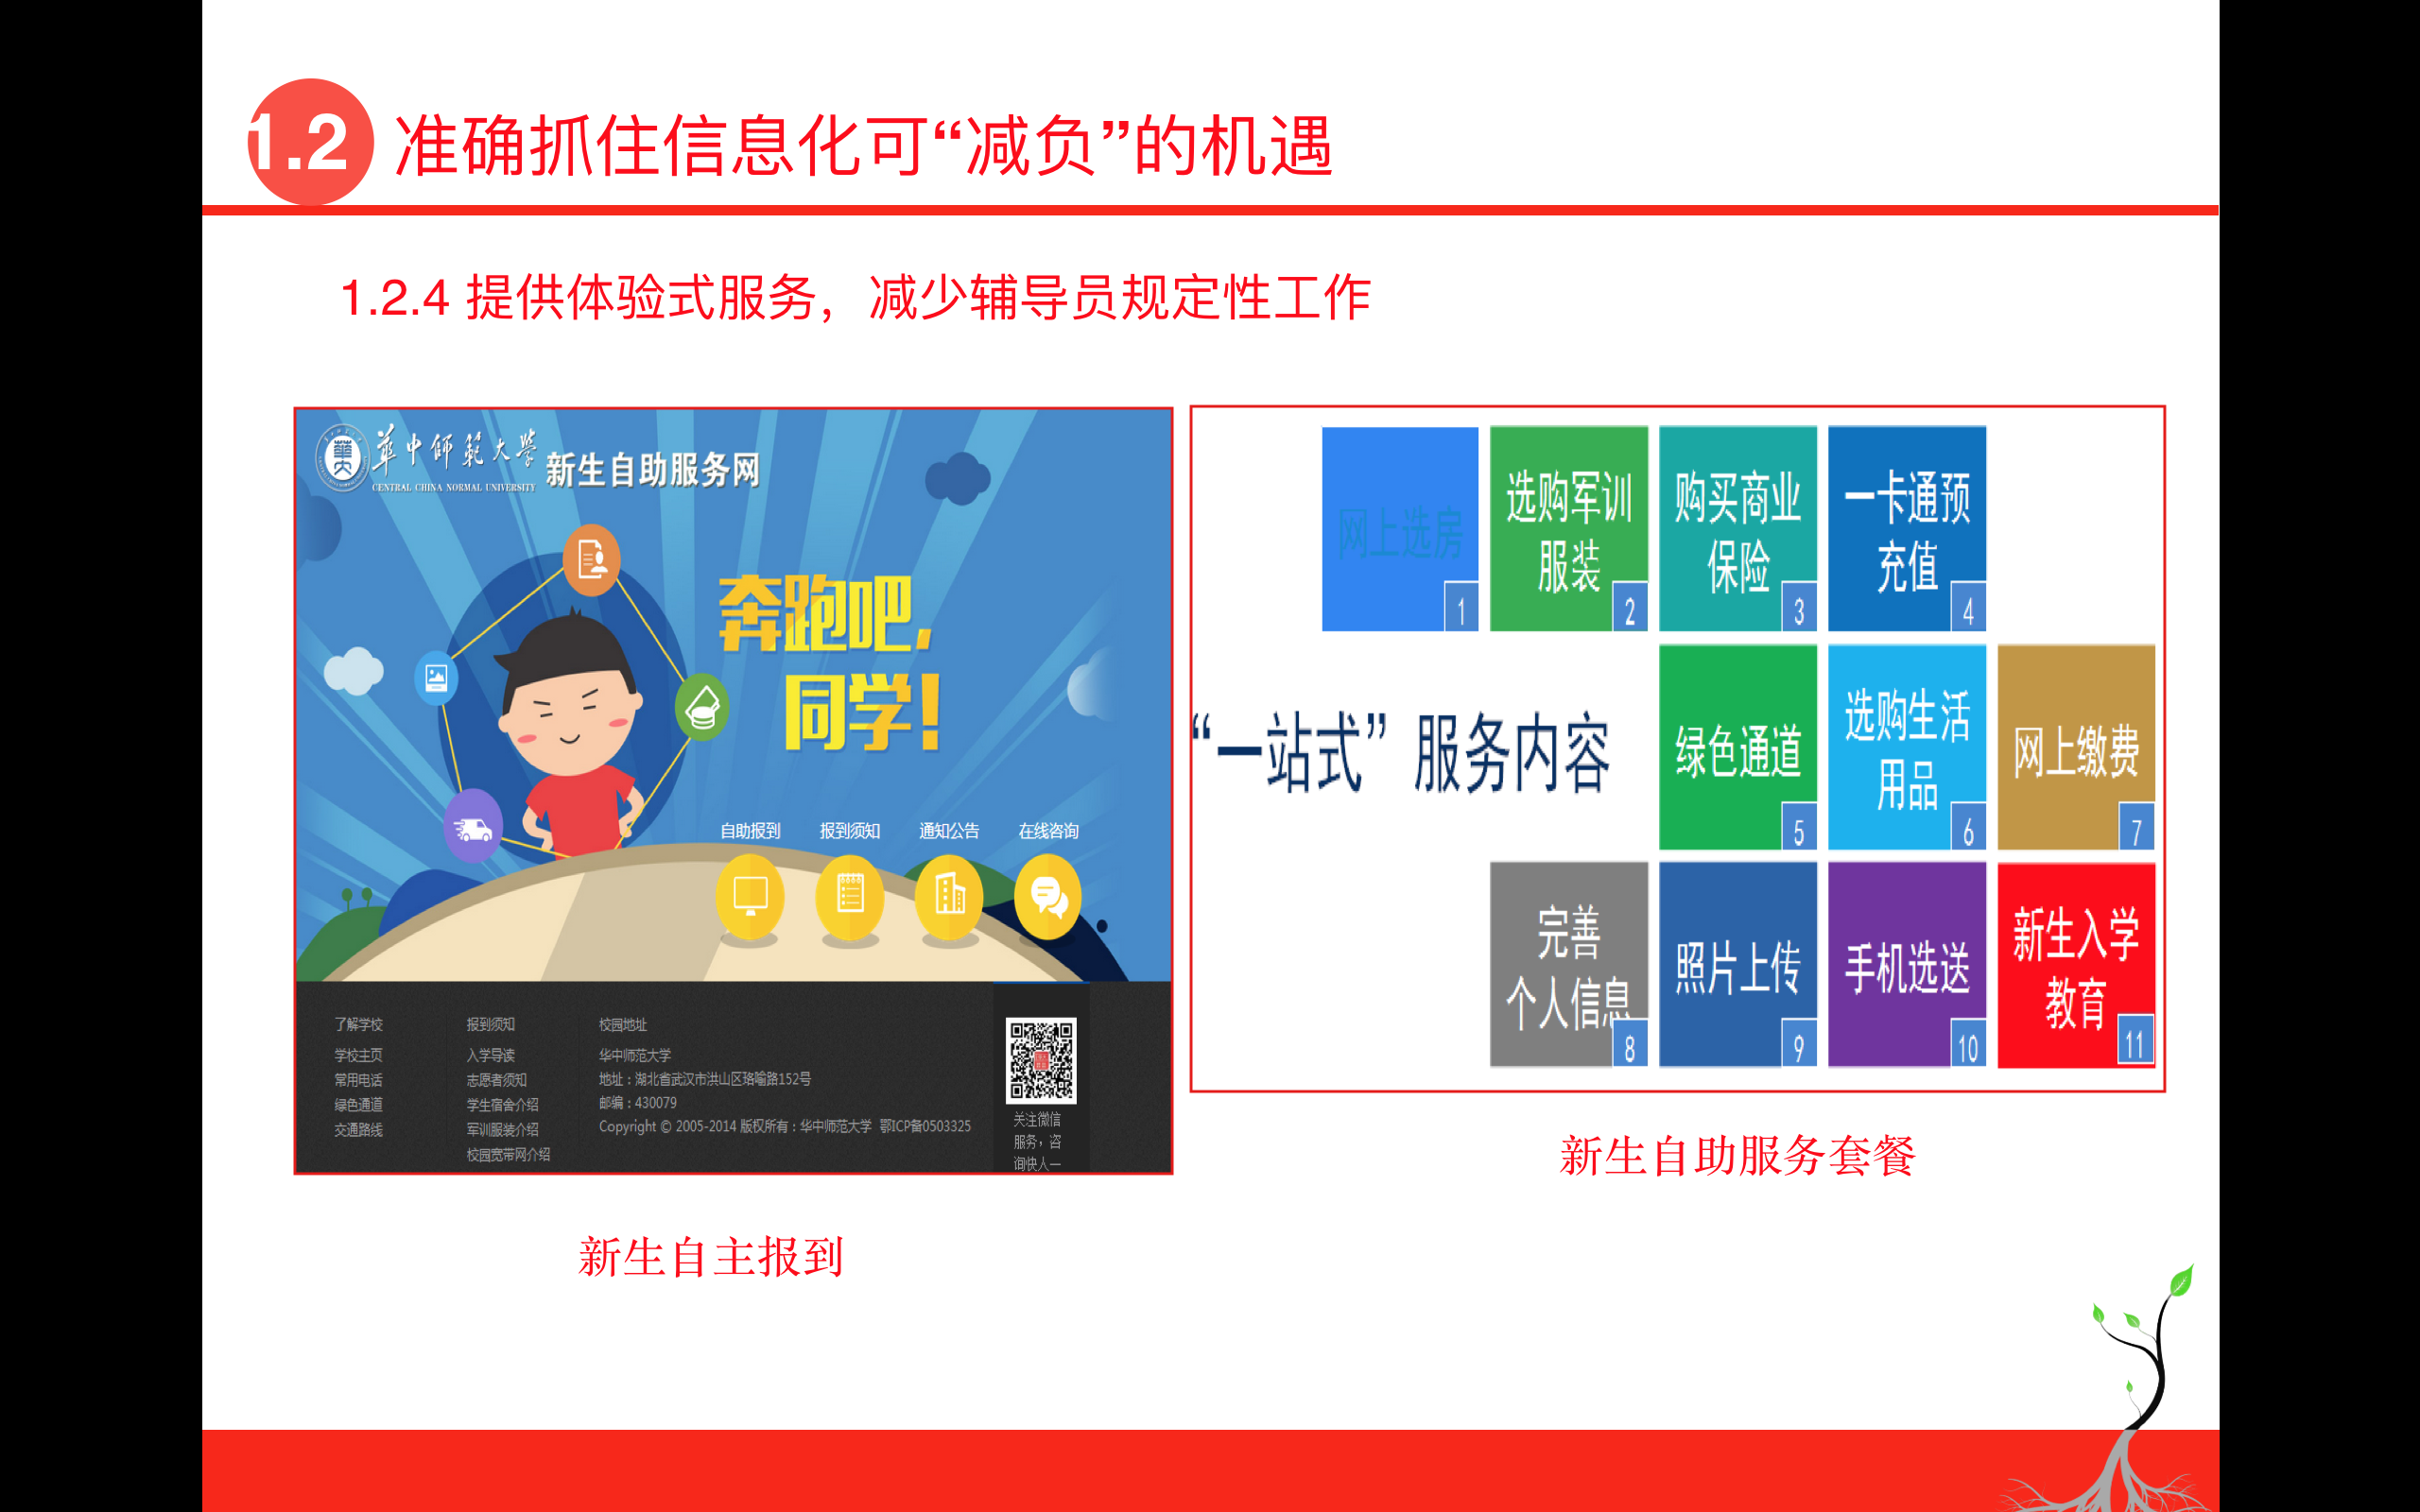 1.2 准确抓住信息化可“减负”的机遇
1.2.4 提供体验式服务，减少辅导员规定性工作
華中師範大學
CENTRAL CHINA NORMAL UNIVERSITY
新生自助服务网
奔跑吧，
同学！
自助报到 报到须知 通知公告 在线咨询
了解学校
学校主页
常用电话
绿色通道
交通路线
报到须知
入学导读
志愿者须知
学生宿舍介绍
军训服装介绍
校园宽带网介绍
校园地址
华中师范大学
地址：湖北省武汉市洪山区珞喻路152号
邮编：430079
Copyright © 2005-2014 版权所有：华中师范大学 鄂ICP备0503325
关注微信
服务，咨
询快人一
新生自主报到
网上选房
1
选购军训
服装
2
购买商业
保险
3
一卡通预
充值
4
“一站式”服务内容
绿色通道
5
选购生活
用品
6
网上缴费
7
完善
个人信息
8
照片上传
9
手机选送
10
新生入学
教育
11
新生自助服务套餐